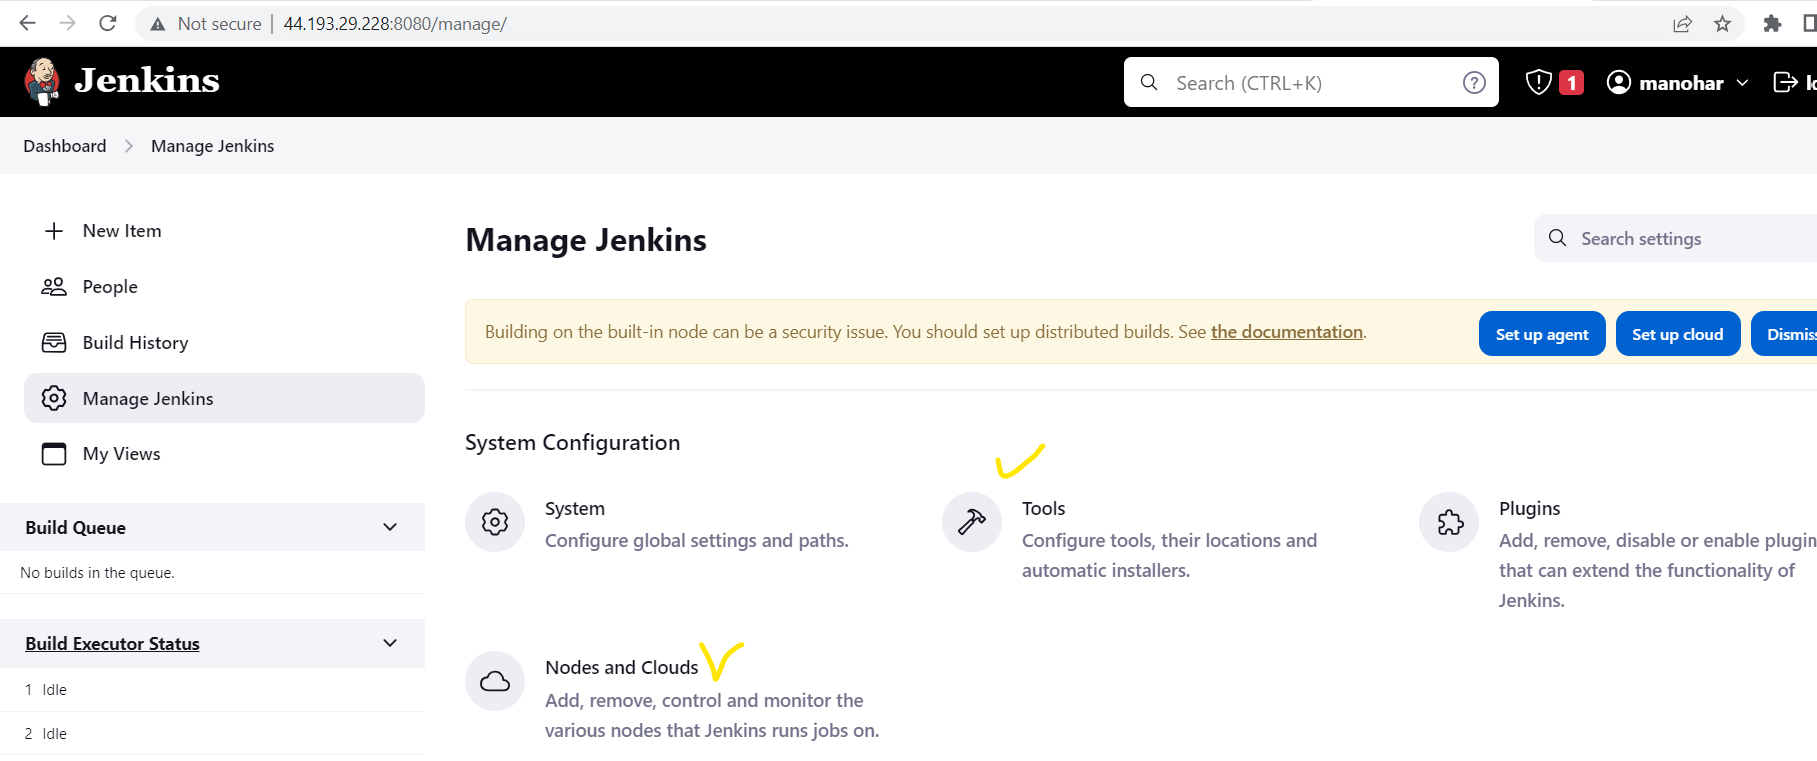 Not secure | 44.193.29.228:8080/manage/
Jenkins
Search (CTRL+K)
1
manohar
Dashboard > Manage Jenkins
New Item
People
Build History
Manage Jenkins
My Views
Build Queue
No builds in the queue.
Build Executor Status
1 Idle
2 Idle
Manage Jenkins
Search settings
Building on the built-in node can be a security issue. You should set up distributed builds. See the documentation.
Set up agent
Set up cloud
Dismis
System Configuration
System
Configure global settings and paths.
Tools
Configure tools, their locations and
automatic installers.
Plugins
Add, remove, disable or enable plugin
that can extend the functionality of
Jenkins.
Nodes and Clouds
Add, remove, control and monitor the
various nodes that Jenkins runs jobs on.